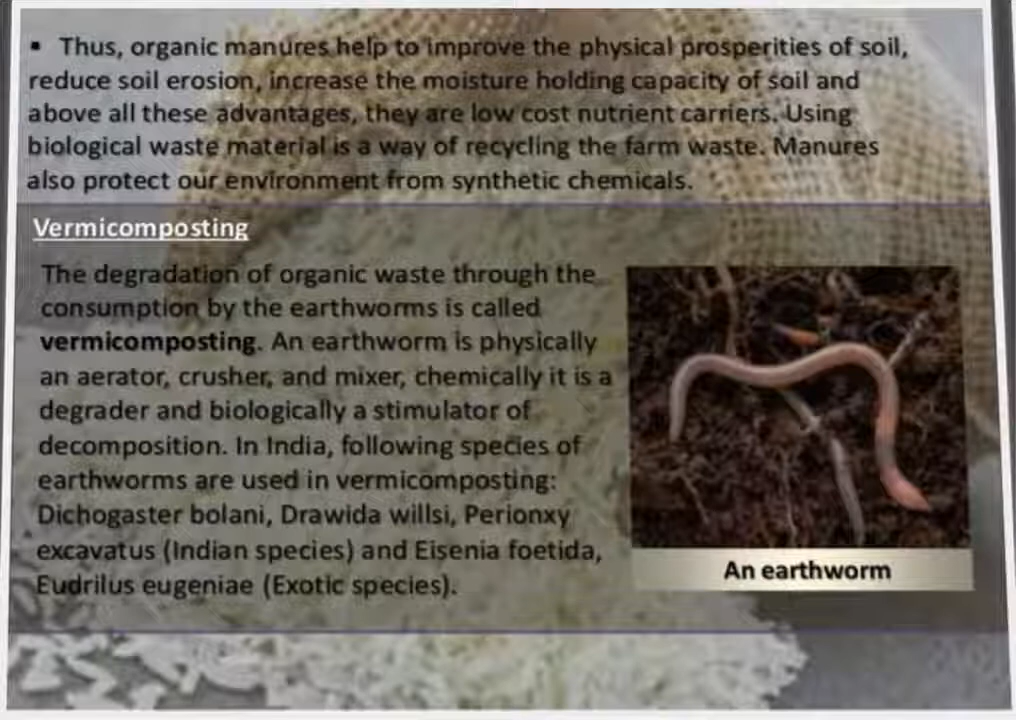 ▪ Thus, organic manures help to improve the physical prosperities of soil,
reduce soil erosion, increase the moisture holding capacity of soil and
above all these advantages, they are low cost nutrient carriers. Using
biological waste material is a way of recycling the farm waste. Manures
also protect our environment from synthetic chemicals.
Vermicomposting
The degradation of organic waste through the
consumption by the earthworms is called
vermicomposting. An earthworm is physically
an aerator, crusher, and mixer, chemically it is a
degrader and biologically a stimulator of
decomposition. In India, following species of
earthworms are used in vermicomposting:
Dichogaster bolani, Drawida willsi, Perionxy
excavatus (Indian species) and Eisenia foetida,
Eudrilus eugeniae (Exotic species).
An earthworm